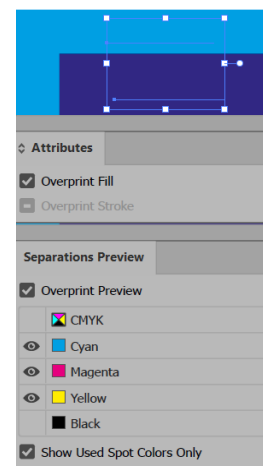 Attributes
Overprint Fill
Overprint Stroke
Separations Preview
Overprint Preview
CMYK
Cyan
Magenta
Yellow
Black
Show Used Spot Colors Only